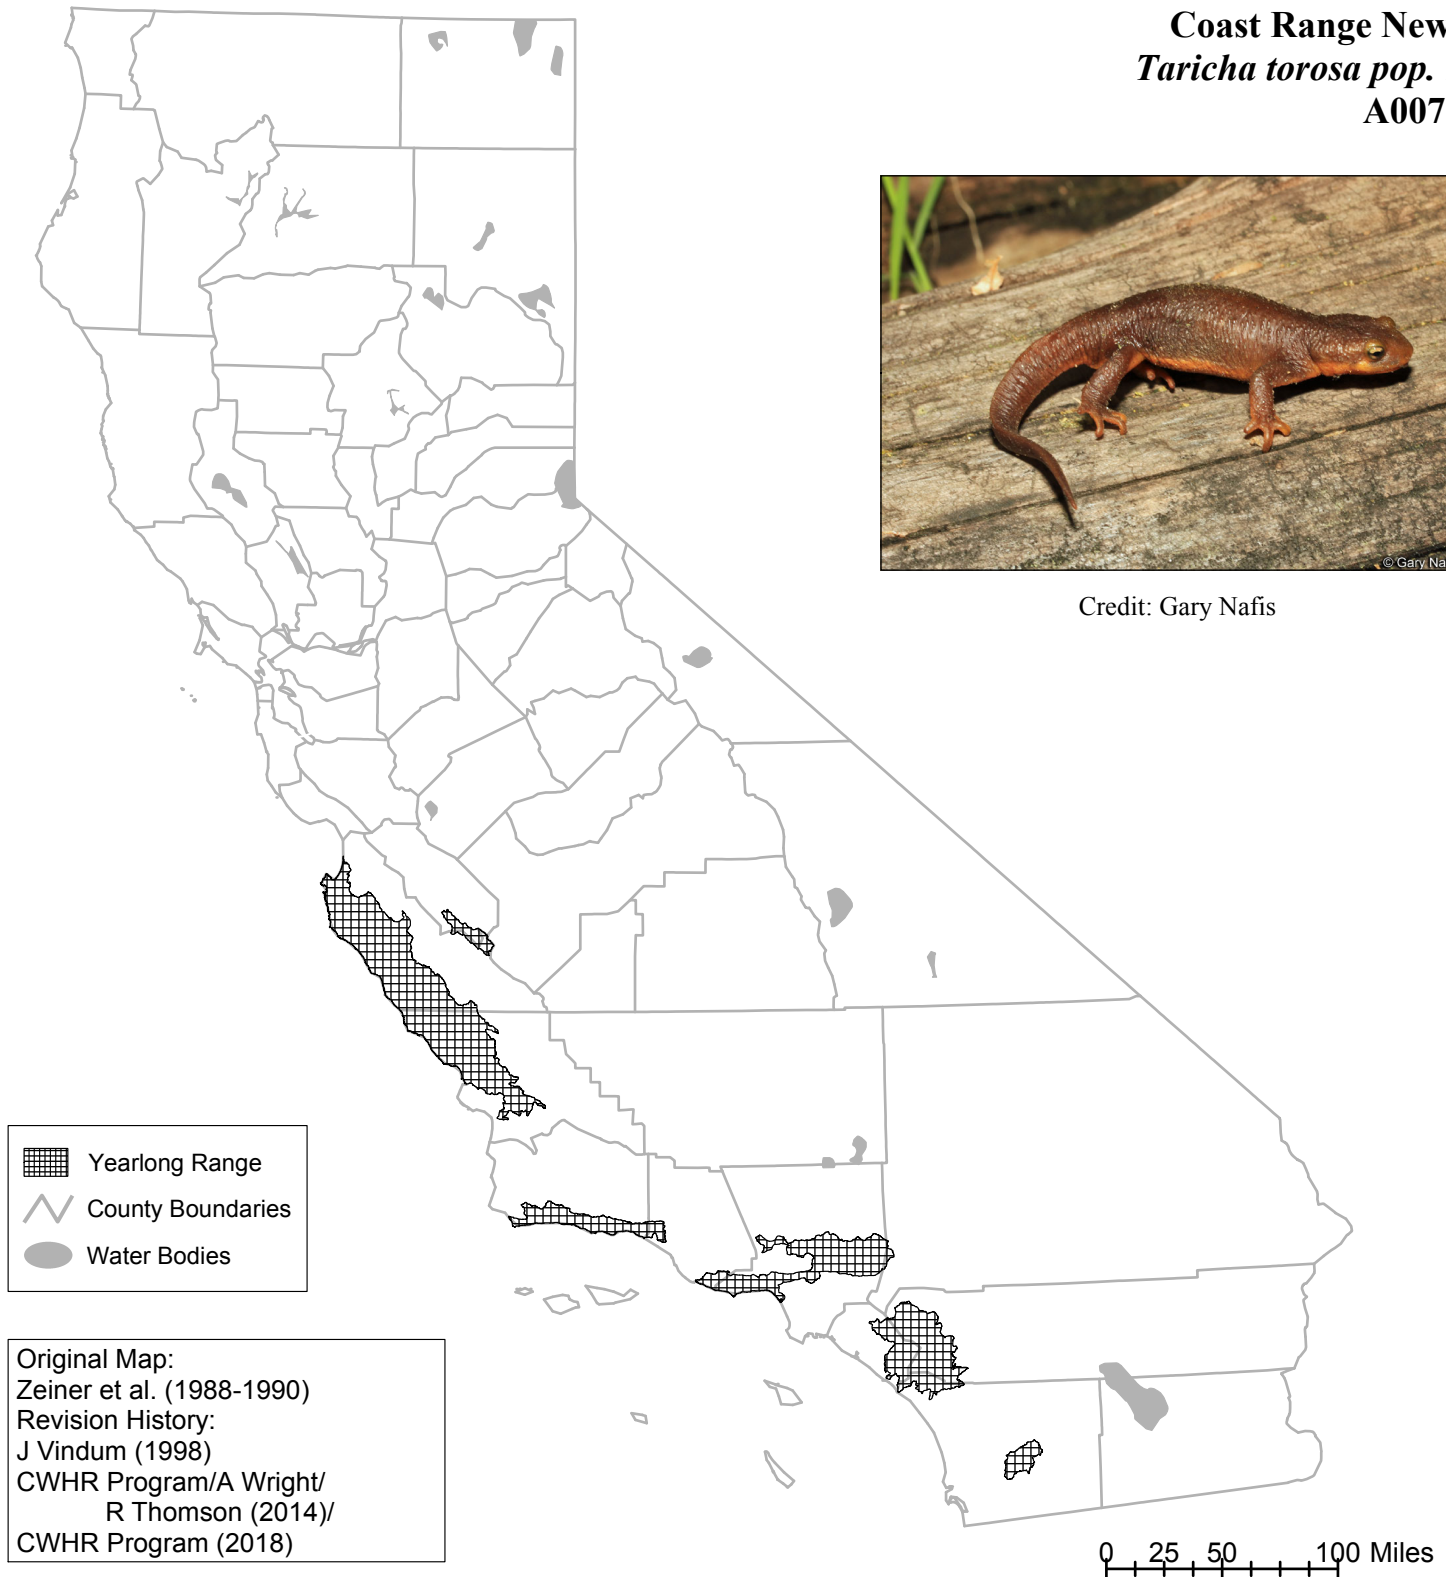 Coast Range New
Taricha torosa pop.
A007
© Gary Na
Credit: Gary Nafis
Yearlong Range
County Boundaries
Water Bodies
Original Map:
Zeiner et al. (1988-1990)
Revision History:
J Vindum (1998)
CWHR Program/A Wright/
R Thomson (2014)/
CWHR Program (2018)
0 25 50 100 Miles